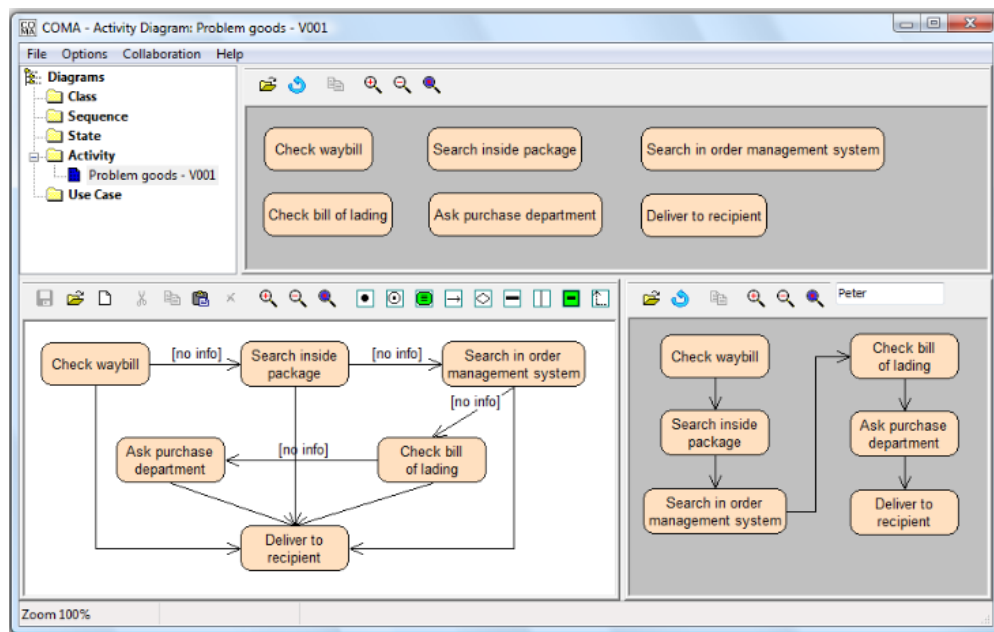 COMA - Activity Diagram: Problem goods - V001
File Options Collaboration Help
Diagrams
Class
Sequence
State
Activity
Problem goods - V001
Use Case
Check waybill
Search inside package
Search in order management system
Check bill of lading
Ask purchase department
Deliver to recipient
Check waybill
[no info]
Search inside
package
[no info]
Search in order
management system
[no info]
Ask purchase
department
[no info]
Check bill
of lading
Deliver to
recipient
Peter
Check waybill
Search inside
package
Search in order
management system
Check bill
of lading
Ask purchase
department
Deliver to
recipient
Zoom 100%